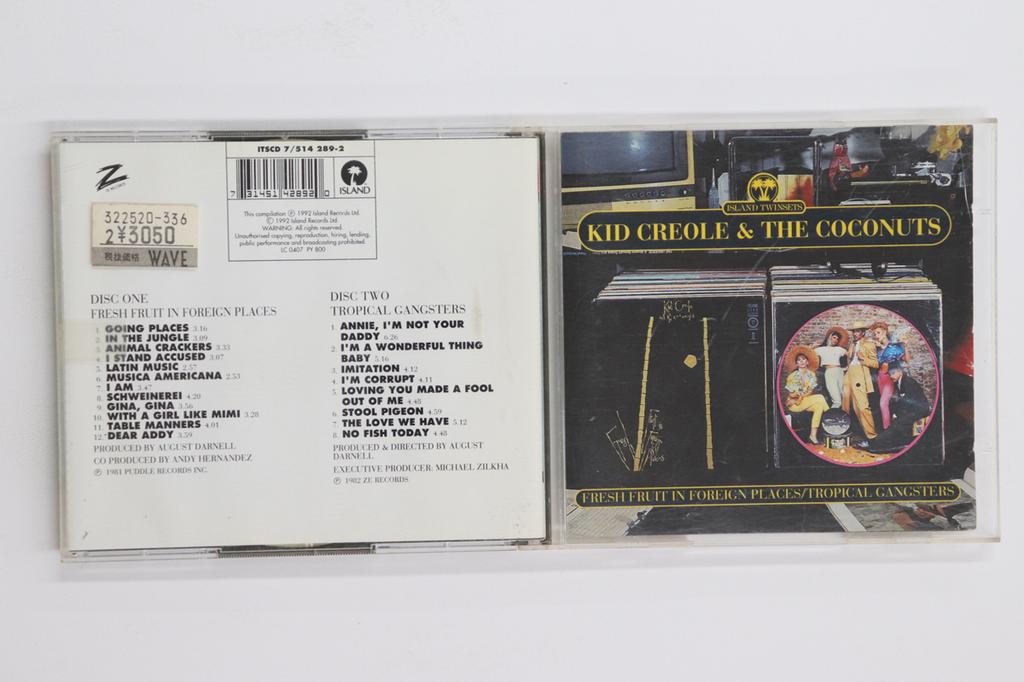 Z
ZE RECORDS
ITSCD 7/514 289-2
7 31451 42892 0
ISLAND
This compilation ℗ 1992 Island Records Ltd.
© 1992 Island Records Ltd.
WARNING: All rights reserved.
Unauthorised copying, reproduction, hiring, lending,
public performance and broadcasting prohibited.
LC 0407 PY 800
322520-336
2¥3050
税抜価格 WAVE
DISC ONE
FRESH FRUIT IN FOREIGN PLACES
1. GOING PLACES 3.16
2. IN THE JUNGLE 3.09
3. ANIMAL CRACKERS 3.33
4. I STAND ACCUSED 3.07
5. LATIN MUSIC 2.57
6. MUSICA AMERICANA 2.53
7. I AM 3.47
8. SCHWEINEREI 4.20
9. GINA, GINA 3.56
10. WITH A GIRL LIKE MIMI 3.28
11. TABLE MANNERS 4.01
12. DEAR ADDY 3.59
PRODUCED BY AUGUST DARNELL
CO PRODUCED BY ANDY HERNANDEZ
℗ 1981 PUDDLE RECORDS INC.
DISC TWO
TROPICAL GANGSTERS
1. ANNIE, I'M NOT YOUR
DADDY 6.26
2. I'M A WONDERFUL THING
BABY 5.16
3. IMITATION 4.12
4. I'M CORRUPT 4.11
5. LOVING YOU MADE A FOOL
OUT OF ME 4.48
6. STOOL PIGEON 4.59
7. THE LOVE WE HAVE 5.12
8. NO FISH TODAY 4.48
PRODUCED & DIRECTED BY AUGUST
DARNELL
EXECUTIVE PRODUCER: MICHAEL ZILKHA
℗ 1982 ZE RECORDS
ISLAND TWINSETS
KID CREOLE & THE COCONUTS
Kid Creole
FRESH FRUIT IN FOREIGN PLACES/TROPICAL GANGSTERS